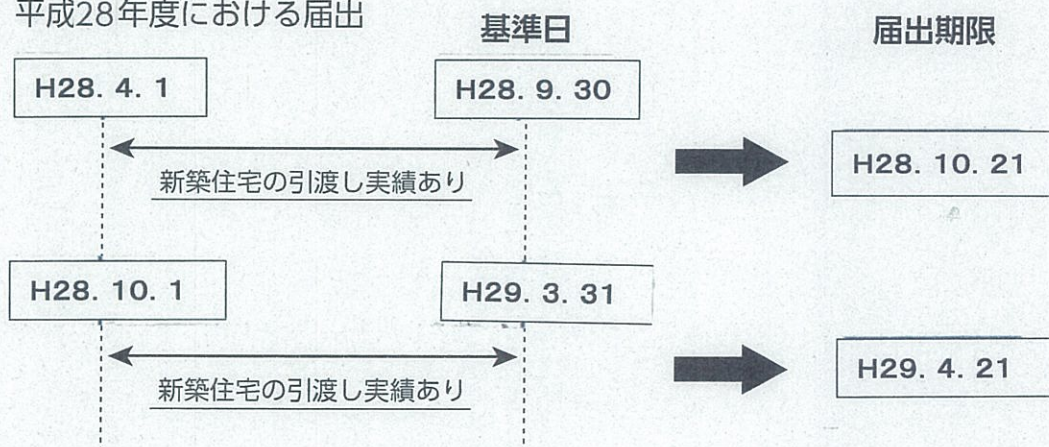 平成28年度における届出
基準日
届出期限
H28. 4. 1
H28. 9. 30
H28. 10. 21
新築住宅の引渡し実績あり
H28. 10. 1
H29. 3. 31
H29. 4. 21
新築住宅の引渡し実績あり